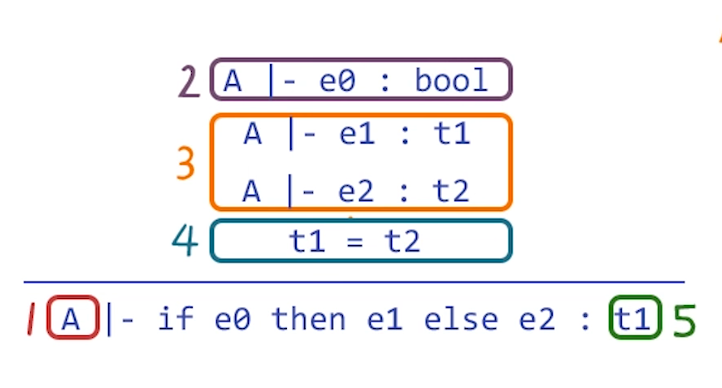 2 A |- e0 : bool
3 A |- e1 : t1
A |- e2 : t2
4 t1 = t2
1 A |- if e0 then e1 else e2 : t1 5